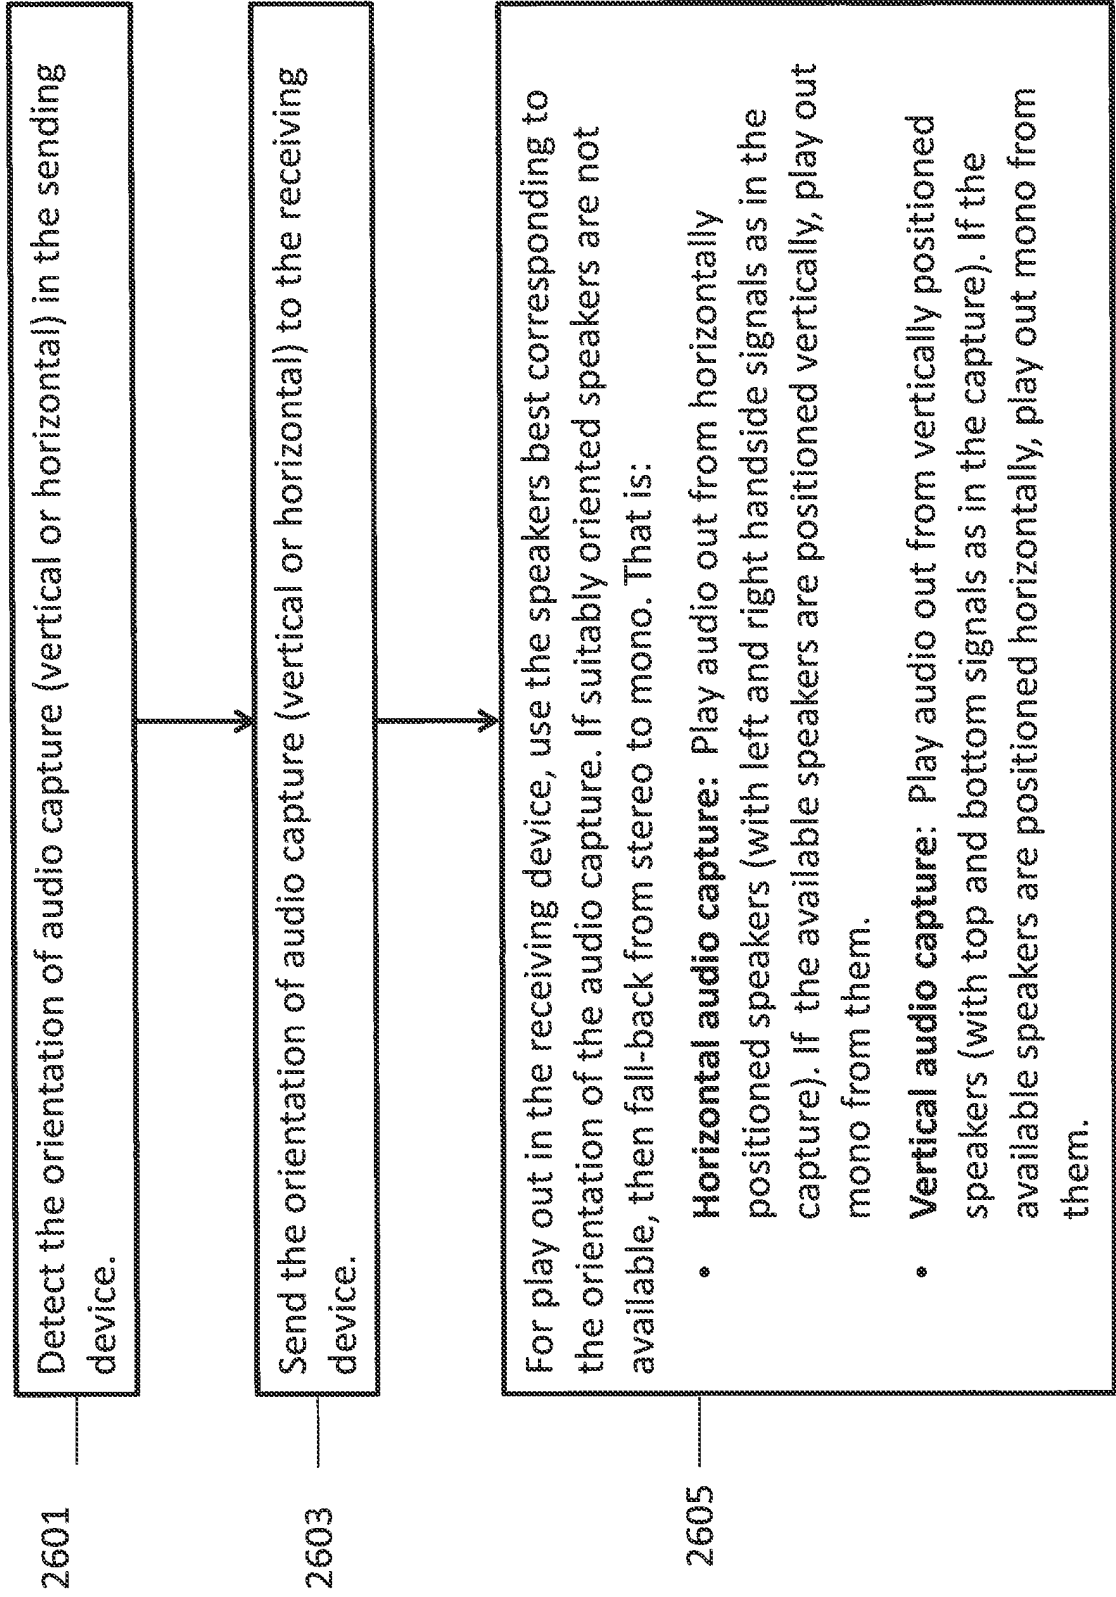 2601
Detect the orientation of audio capture (vertical or horizontal) in the sending
device.
2603
Send the orientation of audio capture (vertical or horizontal) to the receiving
device.
2605
For play out in the receiving device, use the speakers best corresponding to
the orientation of the audio capture. If suitably oriented speakers are not
available, then fall-back from stereo to mono. That is:
• Horizontal audio capture: Play audio out from horizontally
positioned speakers (with left and right handside signals as in the
capture). If the available speakers are positioned vertically, play out
mono from them.
• Vertical audio capture: Play audio out from vertically positioned
speakers (with top and bottom signals as in the capture). If the
available speakers are positioned horizontally, play out mono from
them.